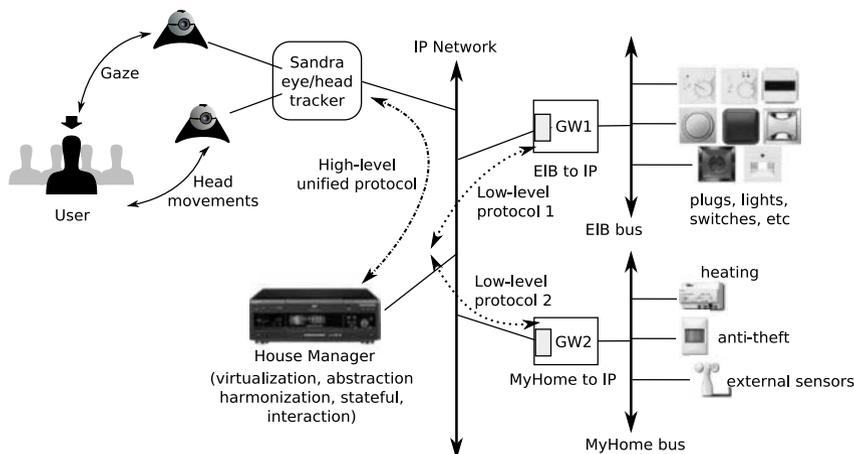 Gaze
Sandra
eye/head
tracker
IP Network
GW1
EIB to IP
High-level
unified protocol
Head
movements
User
Low-level
protocol 1
plugs, lights,
switches, etc
EIB bus
Low-level
protocol 2
heating
GW2
anti-theft
House Manager
(virtualization, abstraction
harmonization, stateful,
interaction)
MyHome to IP
external sensors
MyHome bus